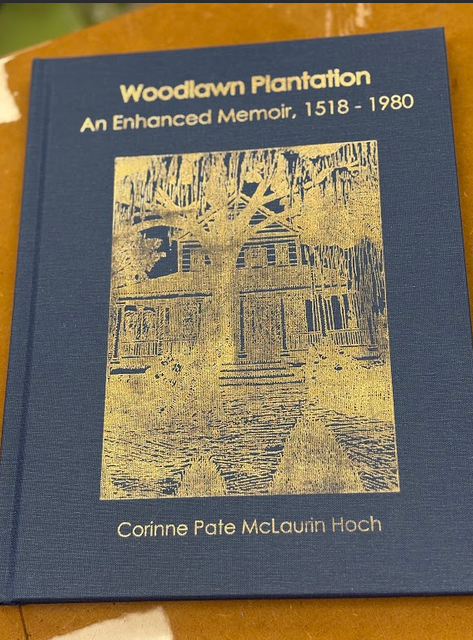 Woodlawn Plantation
An Enhanced Memoir, 1518 - 1980
Corinne Pate McLaurin Hoch